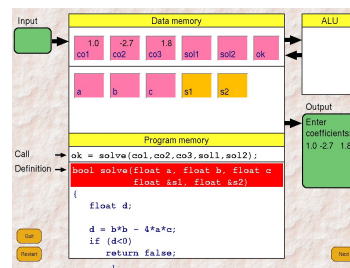 Input
Data memory
ALU
1.0 -2.7 1.8
co1 co2 co3 sol1 sol2 ok
a b c s1 s2
Output
Enter
coefficients
1.0 -2.7 1.8
Program memory
Call
ok = solve(co1,co2,co3,sol1,sol2);
Definition
bool solve(float a, float b, float c
float &s1, float &s2)
{
float d;
d = b*b - 4*a*c;
if (d<0)
return false;
Quit
Restart
Next